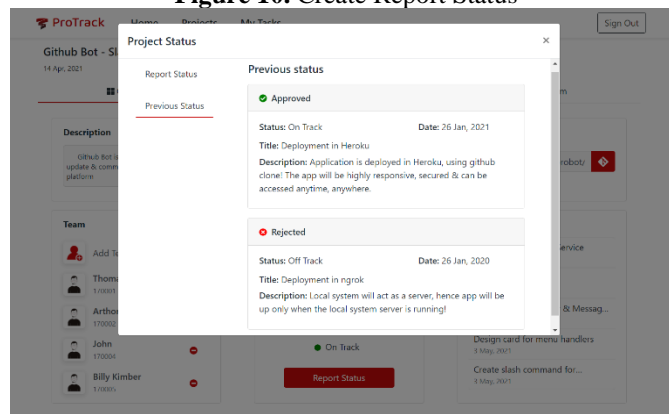 Figure 10. Create Report Status
ProTrack Home Projects My Tasks Sign Out
Github Bot - Sl
14 Apr, 2021
Project Status ×
Report Status
Previous Status
Previous status
Approved
Status: On Track Date: 26 Jan, 2021
Title: Deployment in Heroku
Description: Application is deployed in Heroku, using github
clone! The app will be highly responsive, secured & can be
accessed anytime, anywhere.
Rejected
Status: Off Track Date: 26 Jan, 2020
Title: Deployment in ngrok
Description: Local system will act as a server, hence app will be
up only when the local system server is running!
Description
Github Bot is
update & comm
platform
robot/
Team
Add Te
Thoma
170001
Arthor
170002
John
170004
Billy Kimber
170005
On Track
Report Status
ervice
& Messag...
Design card for menu handlers
3 May, 2021
Create slash command for...
3 May, 2021